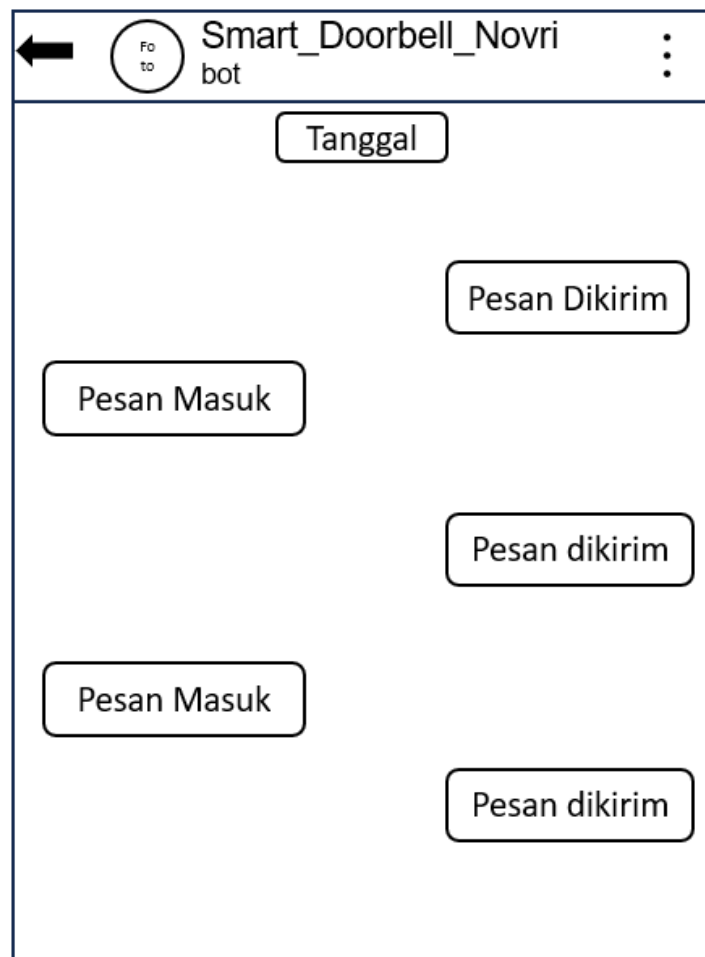 Fo
to
Smart_Doorbell_Novri
bot
Tanggal
Pesan Dikirim
Pesan Masuk
Pesan dikirim
Pesan Masuk
Pesan dikirim